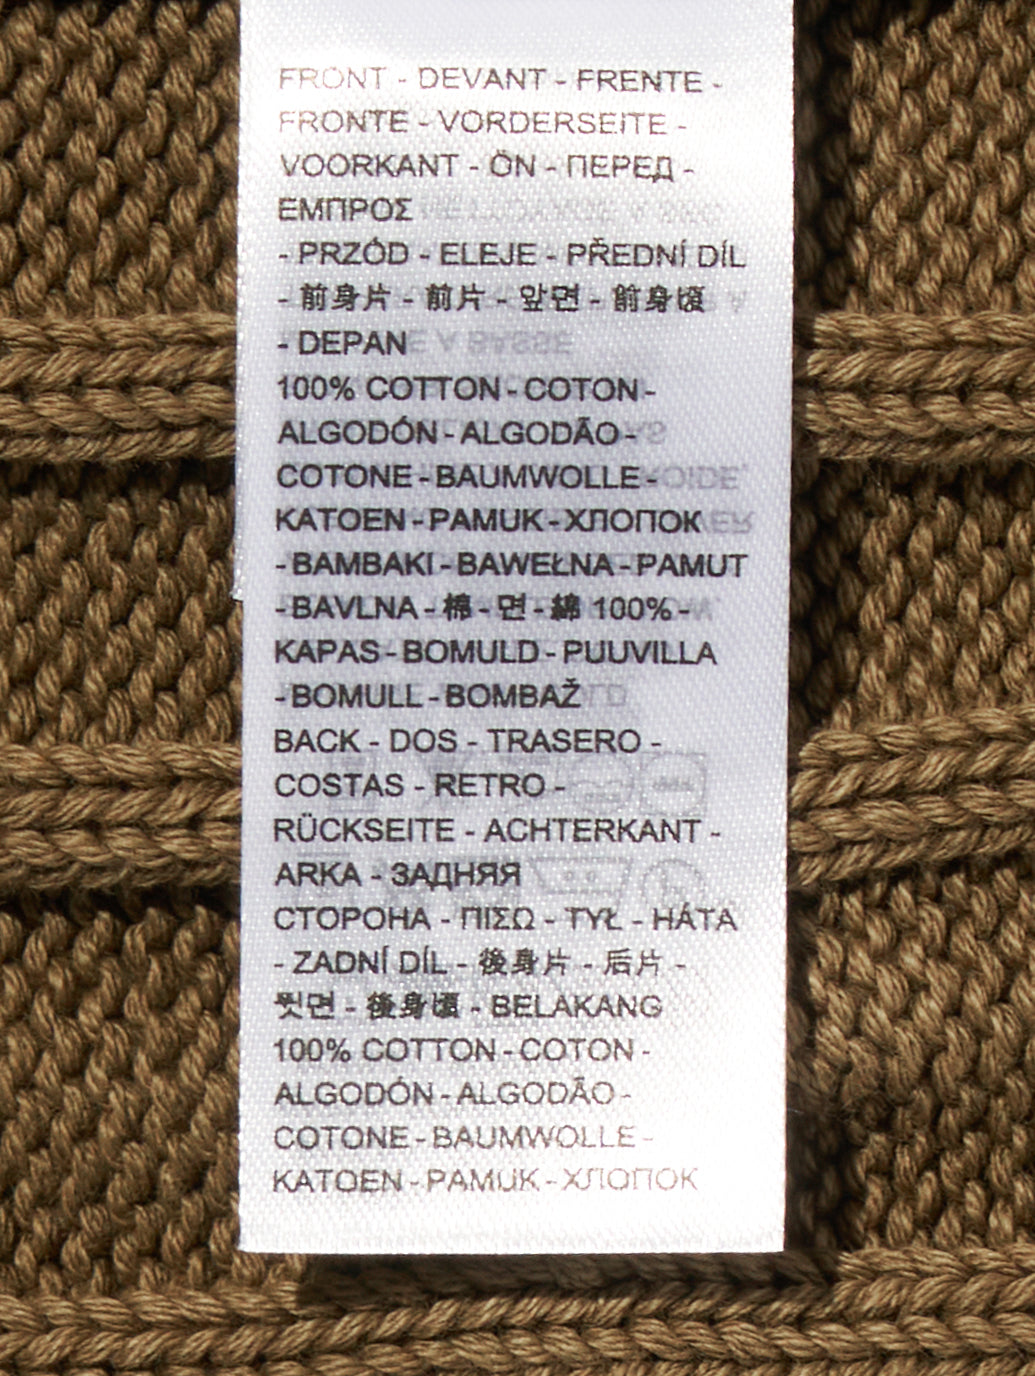 FRONT - DEVANT - FRENTE -
FRONTE - VORDERSEITE -
VOORKANT - ÖN - ПЕРЕД -
ΕΜΠΡΟΣ
- PRZÓD - ELEJE - PŘEDNÍ DÍL
- 前身片 - 前片 - 앞면 - 前身頃
- DEPAN
100% COTTON - COTON -
ALGODÓN - ALGODÃO -
COTONE - BAUMWOLLE -
KATOEN - PAMUK - ХЛОПОК
- ΒΑΜΒΑΚΙ - BAWEŁNA - PAMUT
- BAVLNA - 棉 - 면 - 綿 100% -
KAPAS - BOMULD - PUUVILLA
- BOMULL - BOMBAŽ
BACK - DOS - TRASERO -
COSTAS - RETRO -
RÜCKSEITE - ACHTERKANT -
ARKA - ЗАДНЯЯ
СТОРОНА - ΠΙΣΩ - TYŁ - HÁTA
- ZADNÍ DÍL - 後身片 - 后片 -
뒷면 - 後身頃 - BELAKANG
100% COTTON - COTON -
ALGODÓN - ALGODÃO -
COTONE - BAUMWOLLE -
KATOEN - PAMUK - ХЛОПОК